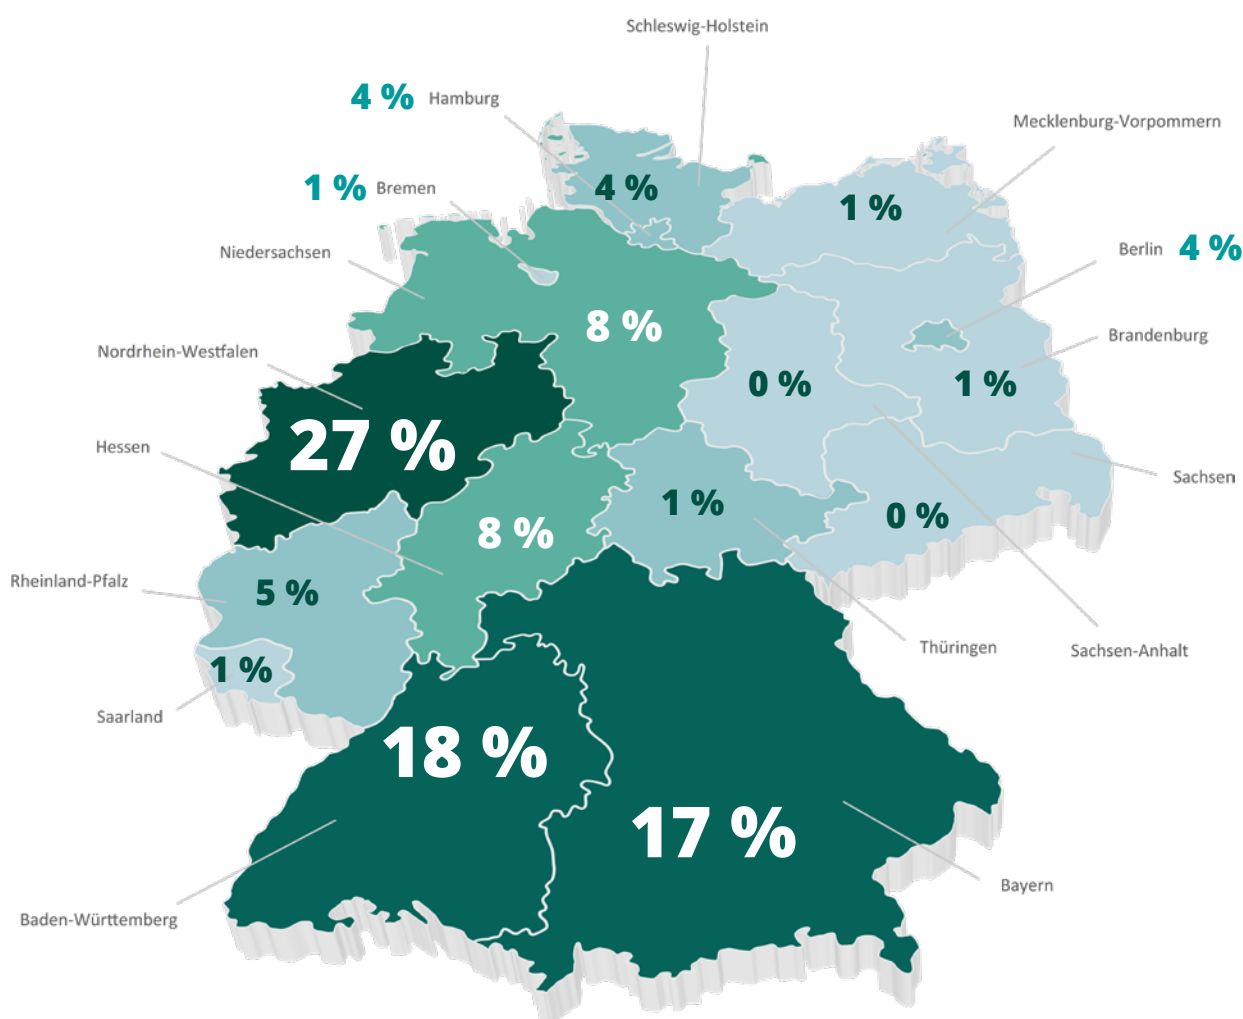 Schleswig-Holstein
4 % Hamburg
Mecklenburg-Vorpommern
1 % Bremen
4 %
1 %
Niedersachsen
Berlin 4 %
8 %
Brandenburg
Nordrhein-Westfalen
0 %
1 %
27 %
Hessen
Sachsen
1 %
0 %
8 %
Rheinland-Pfalz
5 %
Thüringen
Sachsen-Anhalt
1 %
Saarland
18 %
17 %
Bayern
Baden-Württemberg